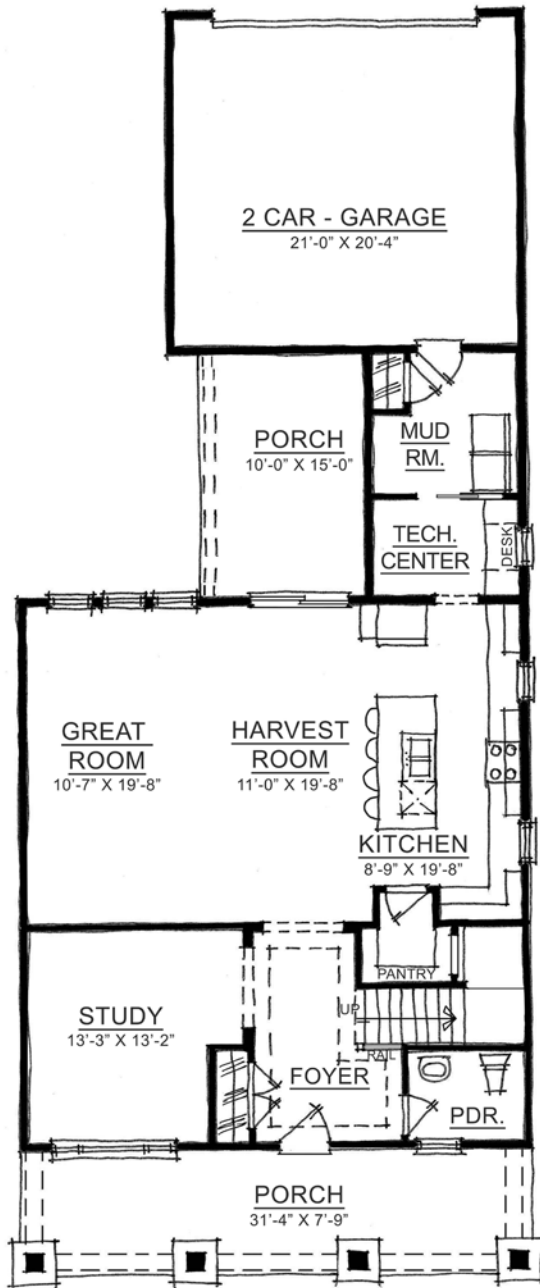 2 CAR - GARAGE
21'-0" X 20'-4"
PORCH
10'-0" X 15'-0"
MUD
RM.
TECH.
CENTER
DESK
GREAT
ROOM
10'-7" X 19'-8"
HARVEST
ROOM
11'-0" X 19'-8"
KITCHEN
8'-9" X 19'-8"
PANTRY
STUDY
13'-3" X 13'-2"
UP
RAIL
FOYER
PDR.
PORCH
31'-4" X 7'-9"